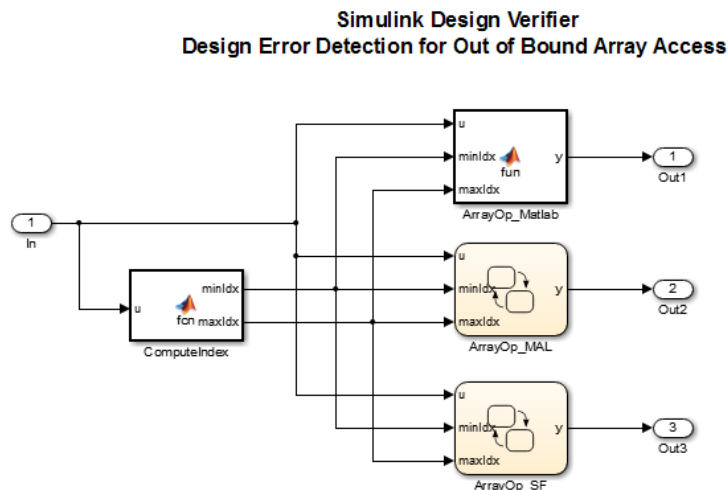 Simulink Design Verifier
Design Error Detection for Out of Bound Array Access
u
minIdx
fun
y
maxIdx
ArrayOp_Matlab
1
Out1
1
In
u
minIdx
y
maxIdx
ArrayOp_MAL
2
Out2
u
fcn
minIdx
maxIdx
ComputeIndex
u
minIdx
y
maxIdx
ArrayOp_SF
3
Out3